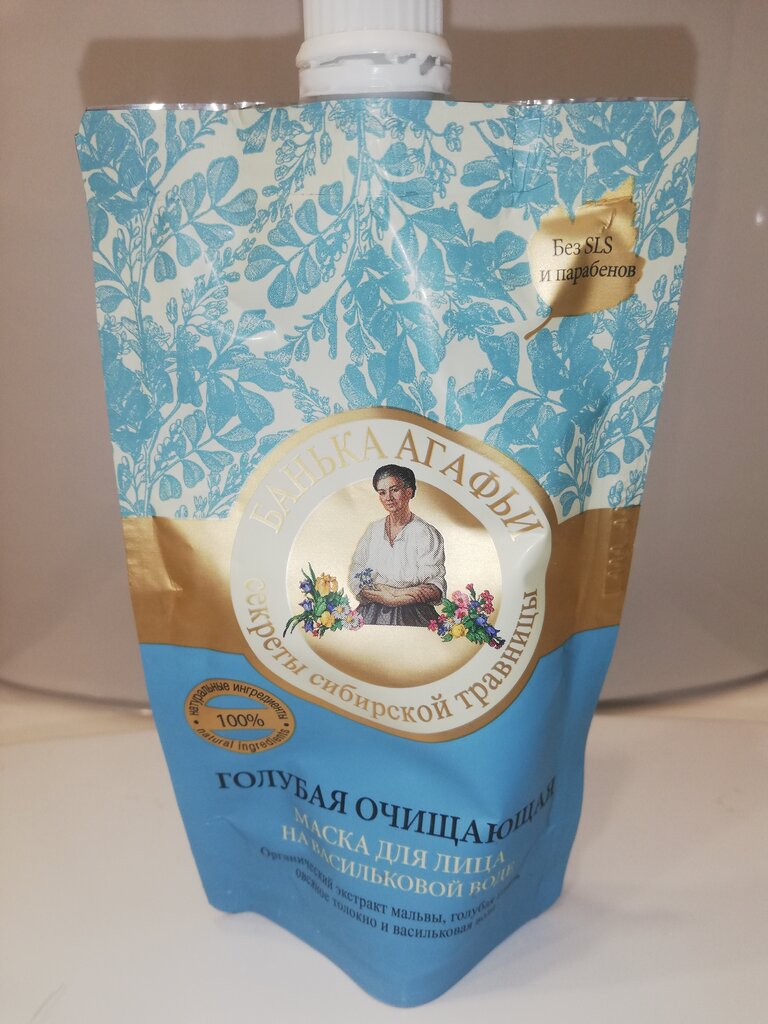 Без SLS
и парабенов
БАНЬКА АГАФЬИ
секреты сибирской травницы
натуральные ингредиенты
100%
natural ingredients
ГОЛУБАЯ ОЧИЩАЮЩАЯ
МАСКА ДЛЯ ЛИЦА
НА ВАСИЛЬКОВОЙ ВОДЕ
Органический экстракт мальвы, голубая
овсяное толокно и васильковая вода